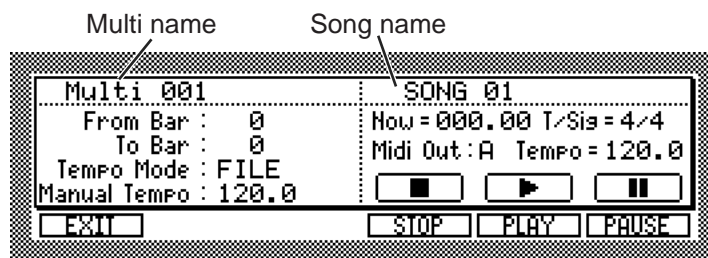 Multi name Song name
Multi 001 SONG 01
From Bar : 0 Now = 000.00 T/Sig = 4/4
To Bar : 0 Midi Out : A Tempo = 120.0
Tempo Mode : FILE
Manual Tempo : 120.0
EXIT STOP PLAY PAUSE